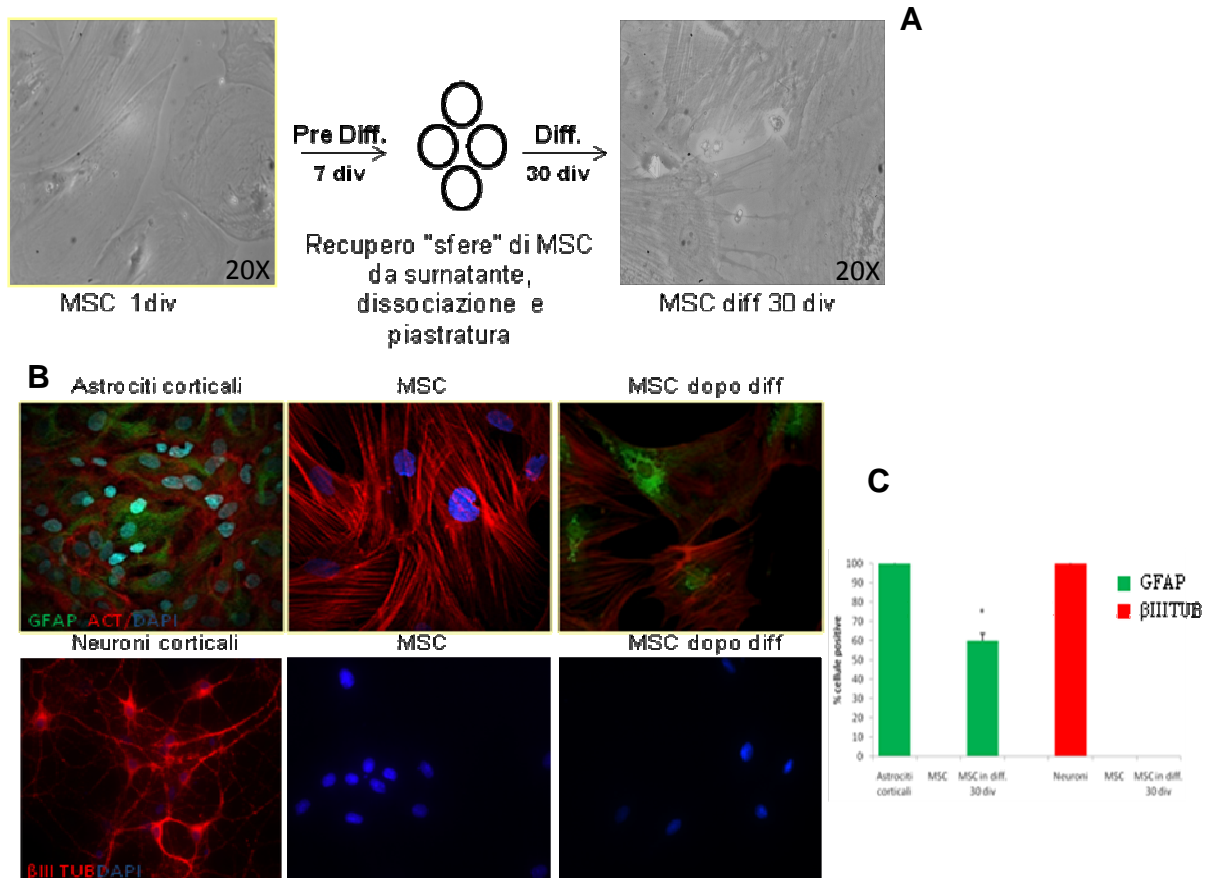 A
Pre Diff.
7 div
Diff.
30 div
20X
20X
MSC 1div
Recupero "sfere" di MSC
da surnatante,
dissociazione e
piastratura
MSC diff 30 div
B
Astrociti corticali
MSC
MSC dopo diff
GFAP/ACT/DAPI
Neuroni corticali
MSC
MSC dopo diff
βIII TUBDAPI
C
% cellule positive
100
90
80
70
60
50
40
30
20
10
0
*
Astrociti
corticali
MSC
MSC in diff.
30 div
Neuroni
MSC
MSC in diff.
30 div
GFAP
βIIITUB